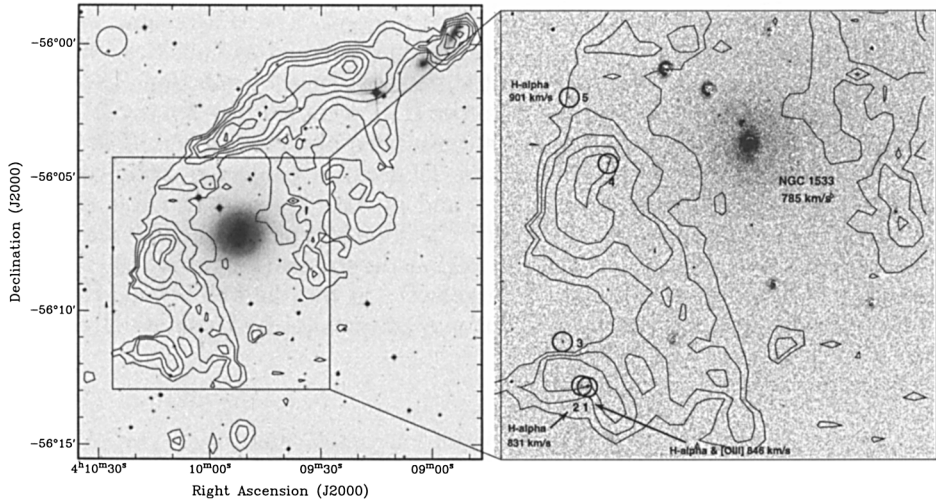 -56°00'
-56°05'
-56°10'
-56°15'
Declination (J2000)
4ʰ10ᵐ30ˢ
10ᵐ00ˢ
09ᵐ30ˢ
09ᵐ00ˢ
Right Ascension (J2000)
H-alpha
901 km/s
5
4
NGC 1533
785 km/s
3
2 1
H-alpha
831 km/s
H-alpha & [OIII] 846 km/s